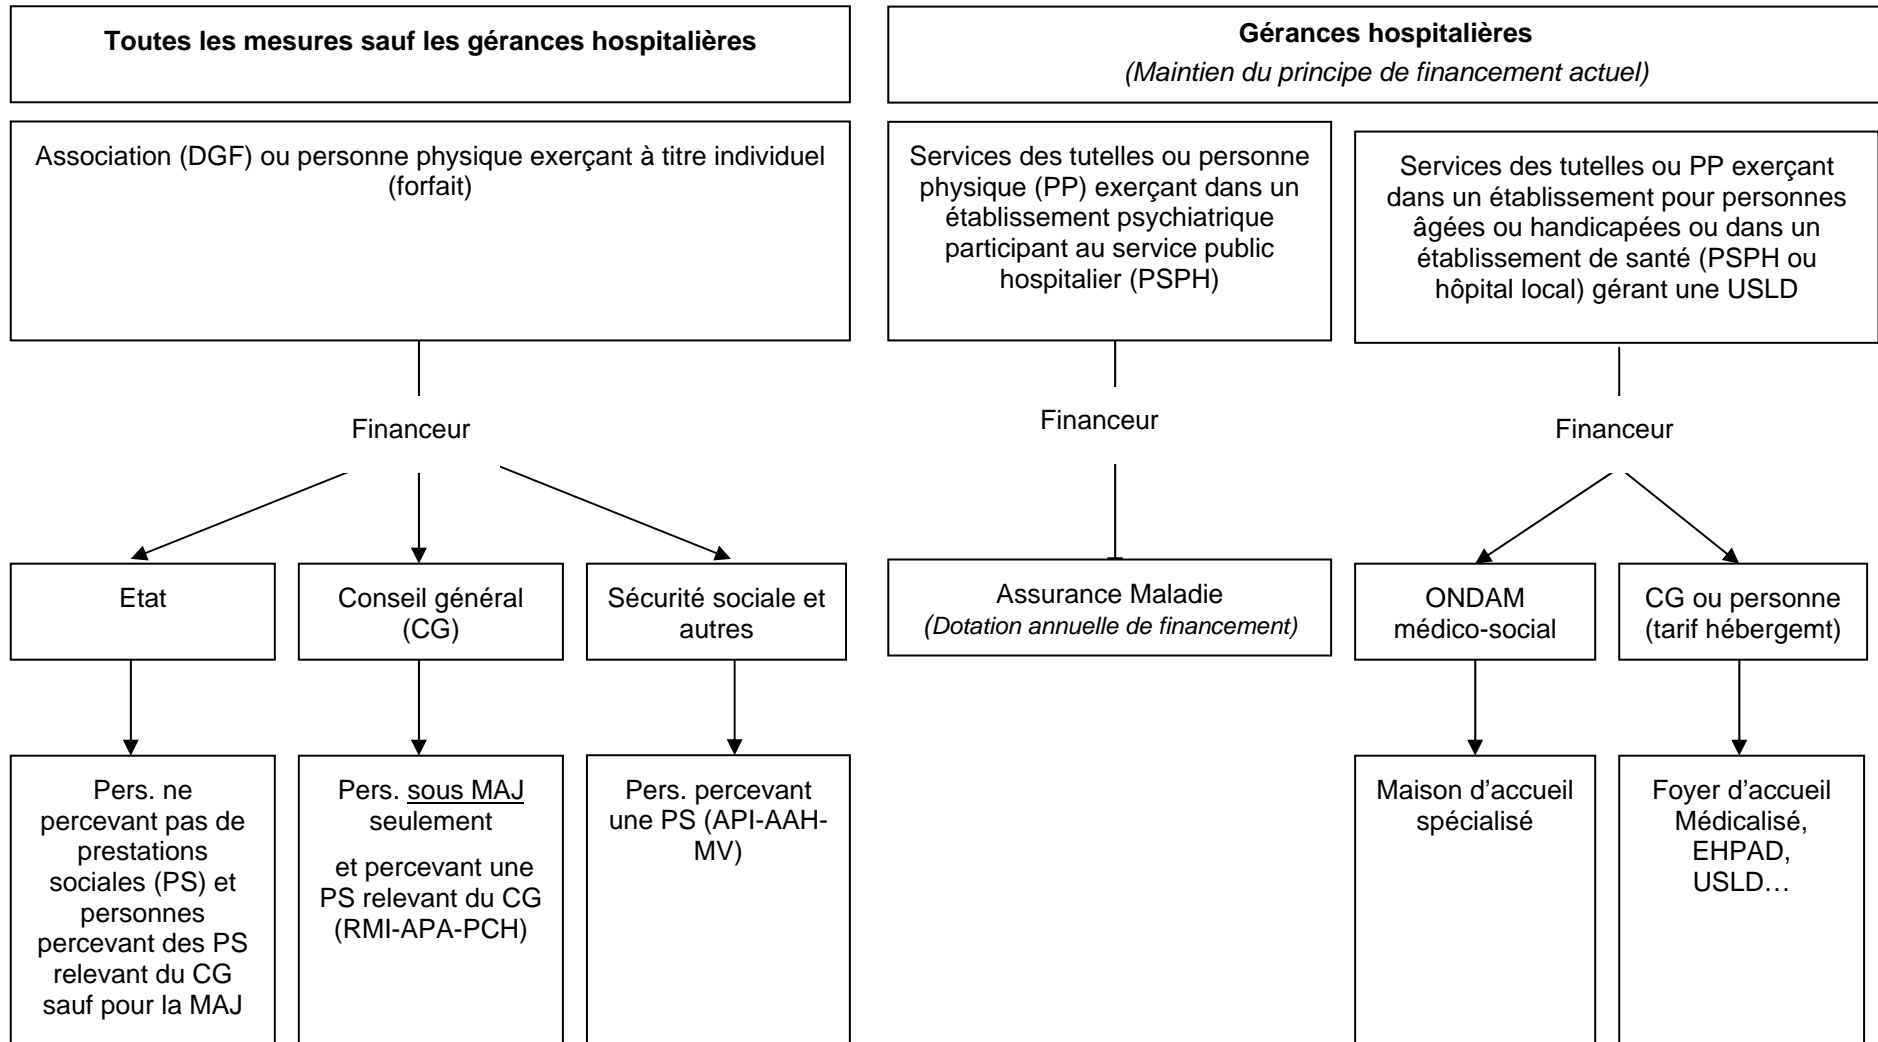 Toutes les mesures sauf les gérances hospitalières
Gérances hospitalières
(Maintien du principe de financement actuel)
Association (DGF) ou personne physique exerçant à titre individuel
(forfait)
Services des tutelles ou personne
physique (PP) exerçant dans un
établissement psychiatrique
participant au service public
hospitalier (PSPH)
Services des tutelles ou PP exerçant
dans un établissement pour personnes
âgées ou handicapées ou dans un
établissement de santé (PSPH ou
hôpital local) gérant une USLD
Financeur
Financeur
Financeur
Etat
Conseil général
(CG)
Sécurité sociale et
autres
Assurance Maladie
(Dotation annuelle de financement)
ONDAM
médico-social
CG ou personne
(tarif hébergemt)
Pers. ne
percevant pas de
prestations
sociales (PS) et
personnes
percevant des PS
relevant du CG
sauf pour la MAJ
Pers. sous MAJ
seulement
et percevant une
PS relevant du CG
(RMI-APA-PCH)
Pers. percevant
une PS (API-AAH-
MV)
Maison d’accueil
spécialisé
Foyer d’accueil
Médicalisé,
EHPAD,
USLD…